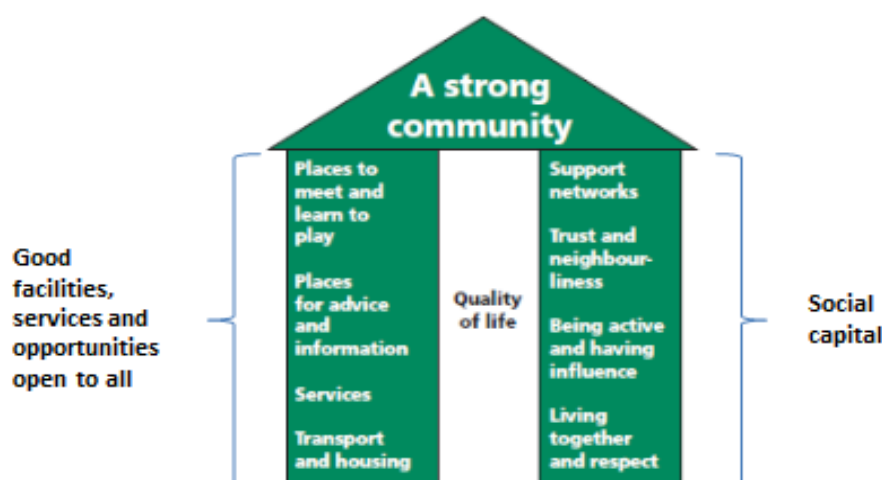 A strong
community
Good
facilities,
services and
opportunities
open to all
Places to
meet and
learn to
play
Places
for advice
and
information
Services
Transport
and housing
Quality
of life
Support
networks
Trust and
neighbour-
liness
Being active
and having
influence
Living
together
and respect
Social
capital